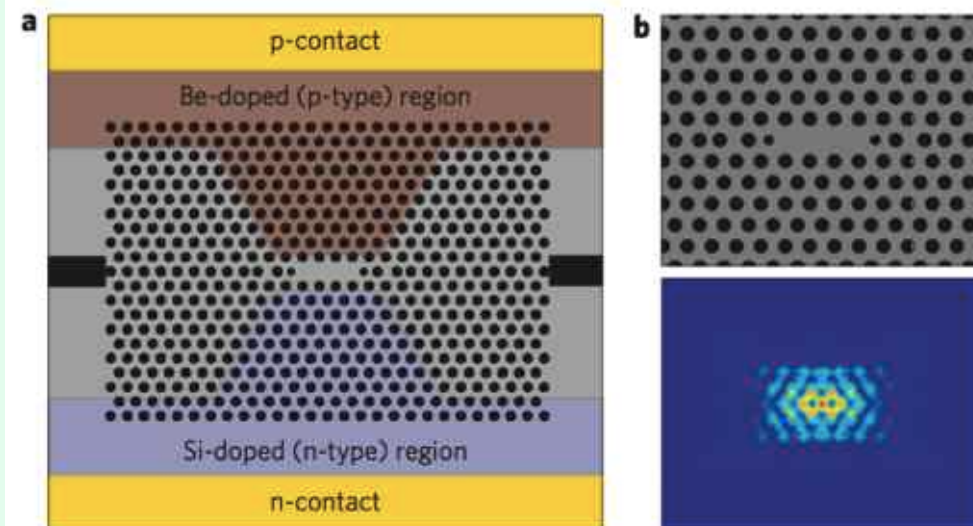 a
p-contact
Be-doped (p-type) region
Si-doped (n-type) region
n-contact
b